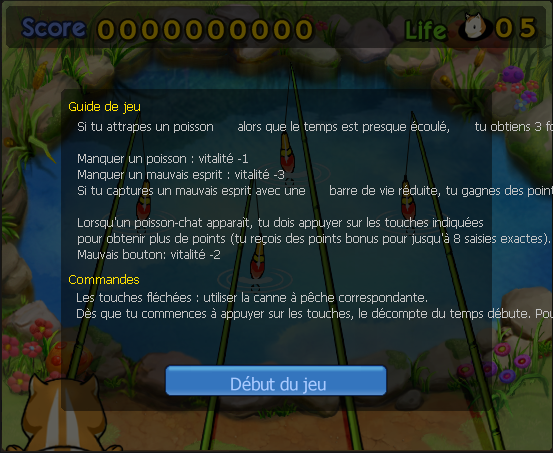 Score 0000000000 Life 05
Guide de jeu
Si tu attrapes un poisson alors que le temps est presque écoulé, tu obtiens 3
Manquer un poisson : vitalité -1
Manquer un mauvais esprit : vitalité -3
Si tu captures un mauvais esprit avec une barre de vie réduite, tu gagnes des
Lorsqu'un poisson-chat apparaît, tu dois appuyer sur les touches indiquées
pour obtenir plus de points (tu reçois des points bonus pour jusqu'à 8 saisies exactes).
Mauvais bouton: vitalité -2
Commandes
Les touches fléchées : utiliser la canne à pêche correspondante.
Dès que tu commences à appuyer sur les touches, le décompte du temps débute.
Début du jeu